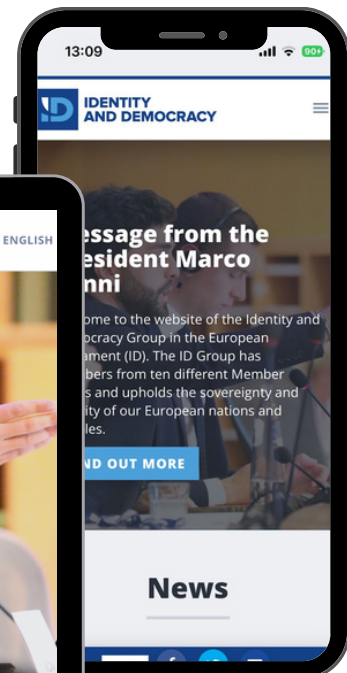 13:09
90+
IDENTITY
AND DEMOCRACY
ENGLISH
essage from the
esident Marco
nni
ome to the website of the Identity and
ocracy Group in the European
ament (ID). The ID Group has
bers from ten different Member
s and upholds the sovereignty and
ity of our European nations and
les.
ND OUT MORE
News